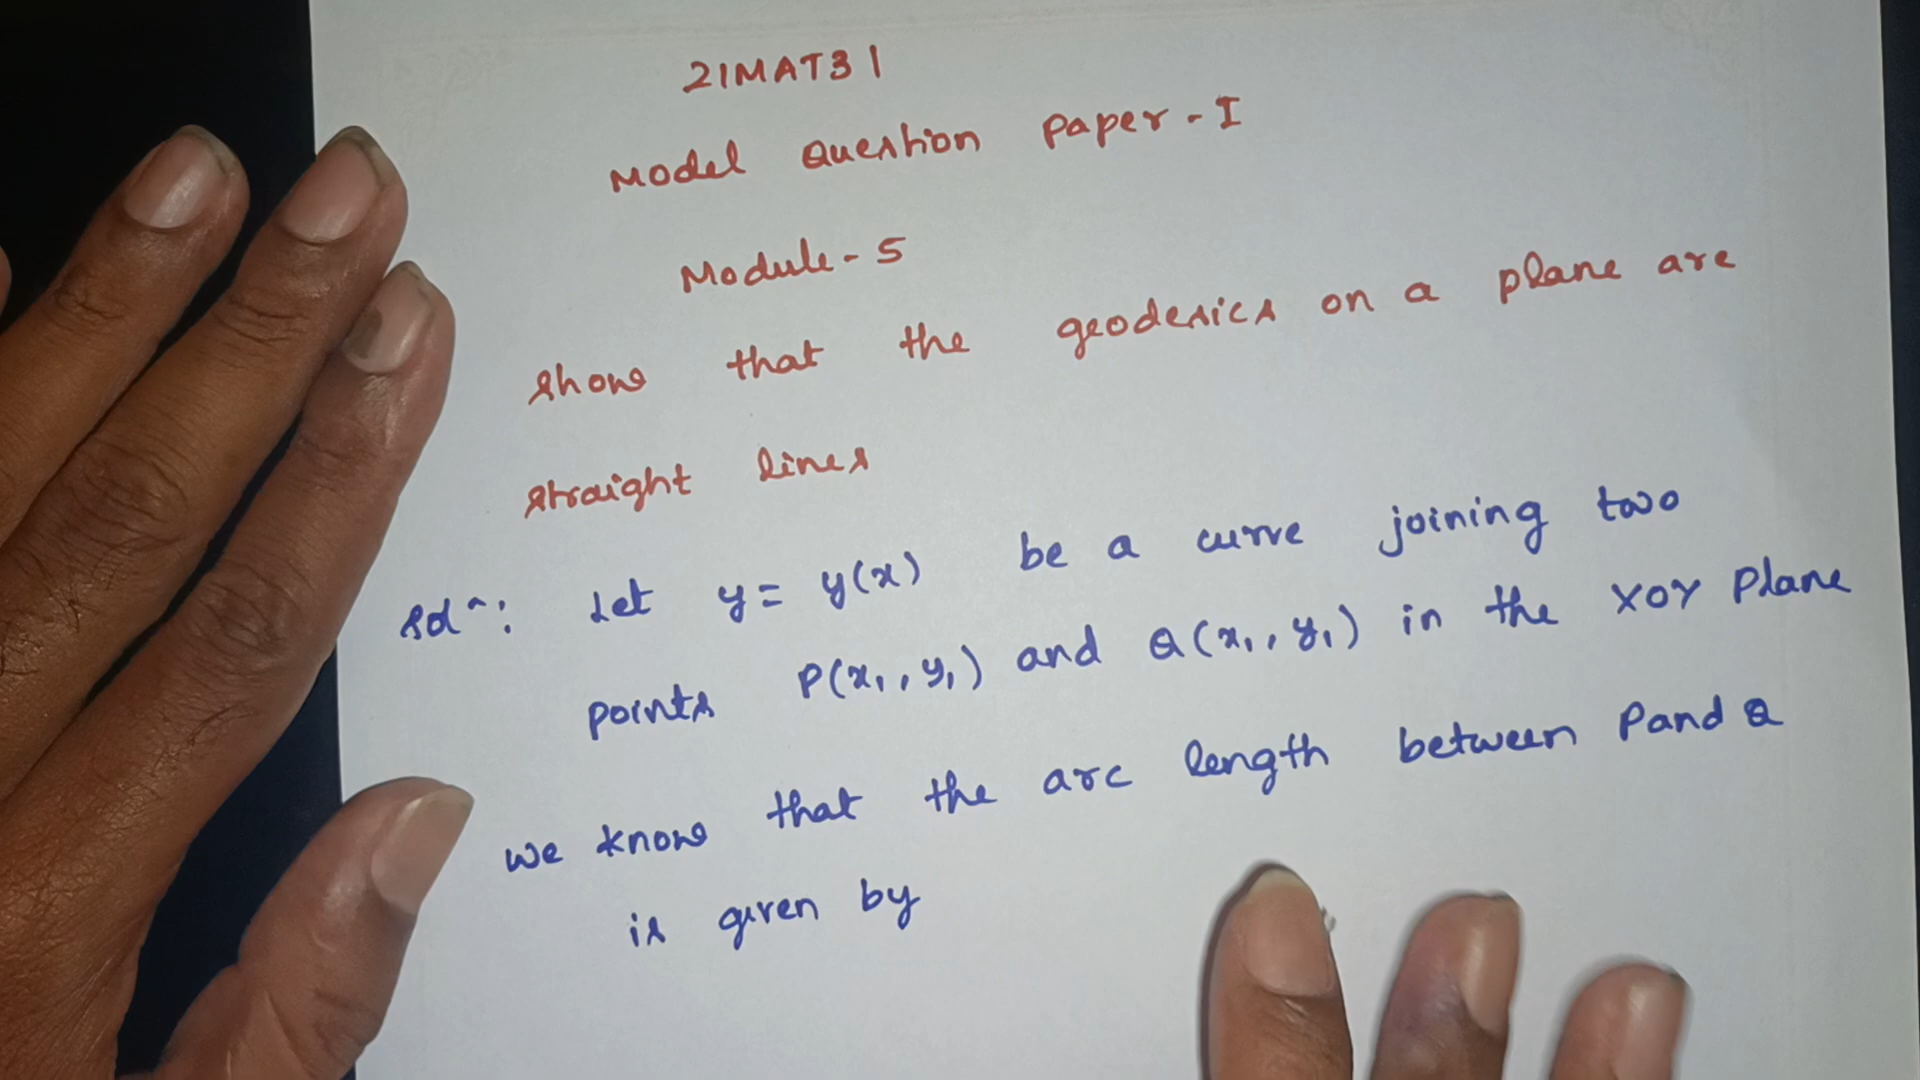 21MAT31
Model Question paper - I
Module - 5
show that the geodesics on a plane are
straight lines
solⁿ: Let y = y(x) be a curve joining two
points P(x₁, y₁) and Q(x₁, y₁) in the XOY Plane
we know that the arc length between P and Q
is given by